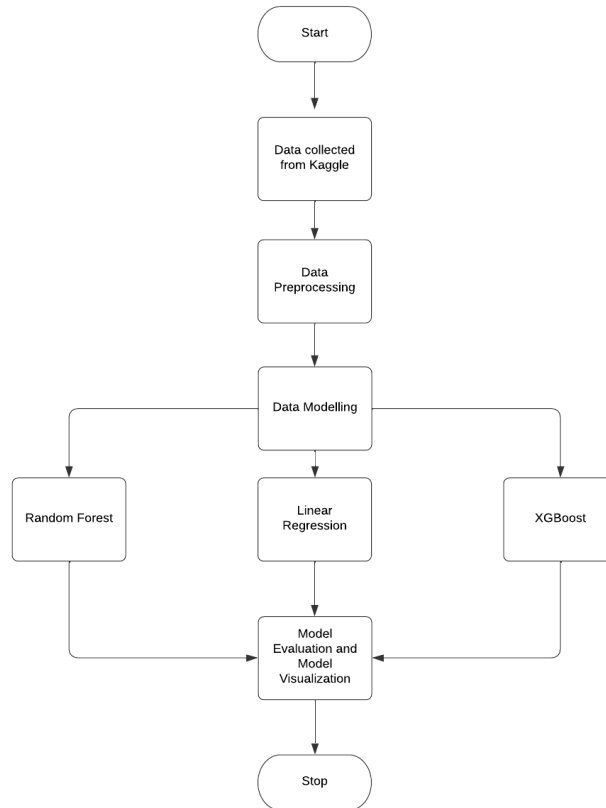 Start
Data collected
from Kaggle
Data
Preprocessing
Data Modelling
Random Forest
Linear
Regression
XGBoost
Model
Evaluation and
Model
Visualization
Stop